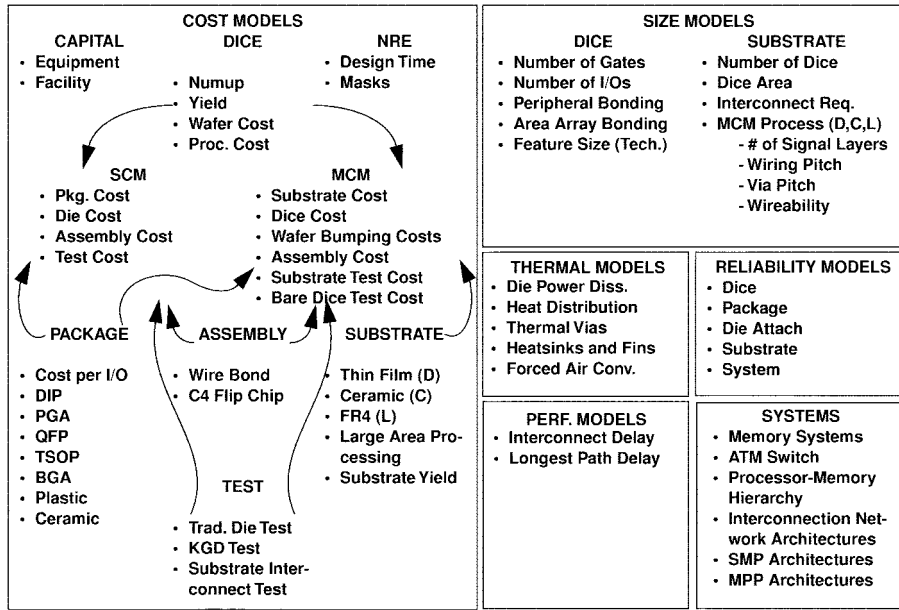 COST MODELS
CAPITAL
• Equipment
• Facility
DICE
• Numup
• Yield
• Wafer Cost
• Proc. Cost
NRE
• Design Time
• Masks
SCM
• Pkg. Cost
• Die Cost
• Assembly Cost
• Test Cost
MCM
• Substrate Cost
• Dice Cost
• Wafer Bumping Costs
• Assembly Cost
• Substrate Test Cost
• Bare Dice Test Cost
PACKAGE
• Cost per I/O
• DIP
• PGA
• QFP
• TSOP
• BGA
• Plastic
• Ceramic
ASSEMBLY
• Wire Bond
• C4 Flip Chip
SUBSTRATE
• Thin Film (D)
• Ceramic (C)
• FR4 (L)
• Large Area Pro-
cessing
• Substrate Yield
TEST
• Trad. Die Test
• KGD Test
• Substrate Inter-
connect Test
SIZE MODELS
DICE
• Number of Gates
• Number of I/Os
• Peripheral Bonding
• Area Array Bonding
• Feature Size (Tech.)
SUBSTRATE
• Number of Dice
• Dice Area
• Interconnect Req.
• MCM Process (D,C,L)
- # of Signal Layers
- Wiring Pitch
- Via Pitch
- Wireability
THERMAL MODELS
• Die Power Diss.
• Heat Distribution
• Thermal Vias
• Heatsinks and Fins
• Forced Air Conv.
RELIABILITY MODELS
• Dice
• Package
• Die Attach
• Substrate
• System
PERF. MODELS
• Interconnect Delay
• Longest Path Delay
SYSTEMS
• Memory Systems
• ATM Switch
• Processor-Memory
Hierarchy
• Interconnection Net-
work Architectures
• SMP Architectures
• MPP Architectures